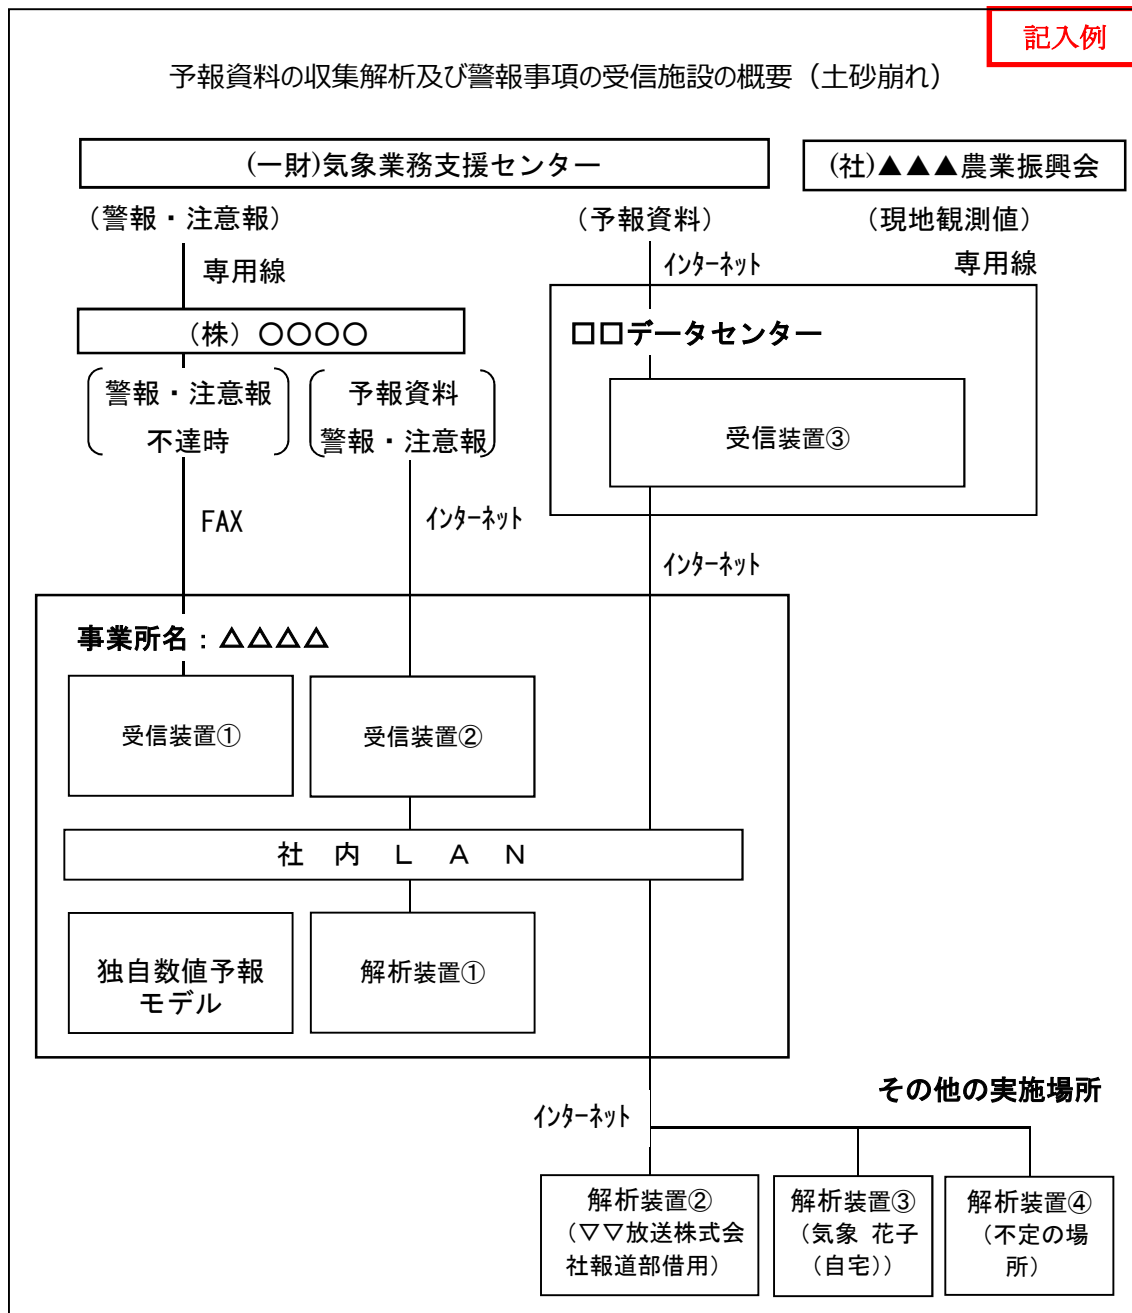 記入例
予報資料の収集解析及び警報事項の受信施設の概要（土砂崩れ）
(一財)気象業務支援センター
(社)▲▲▲農業振興会
（警報・注意報）
（予報資料）
（現地観測値）
専用線
インターネット
専用線
（株）〇〇〇〇
□□データセンター
警報・注意報
不達時
予報資料
警報・注意報
受信装置③
FAX
インターネット
インターネット
事業所名：△△△△
受信装置①
受信装置②
社内ＬＡＮ
独自数値予報
モデル
解析装置①
その他の実施場所
インターネット
解析装置②
（▽▽放送株式会
社報道部借用）
解析装置③
（気象 花子
（自宅））
解析装置④
（不定の場
所）